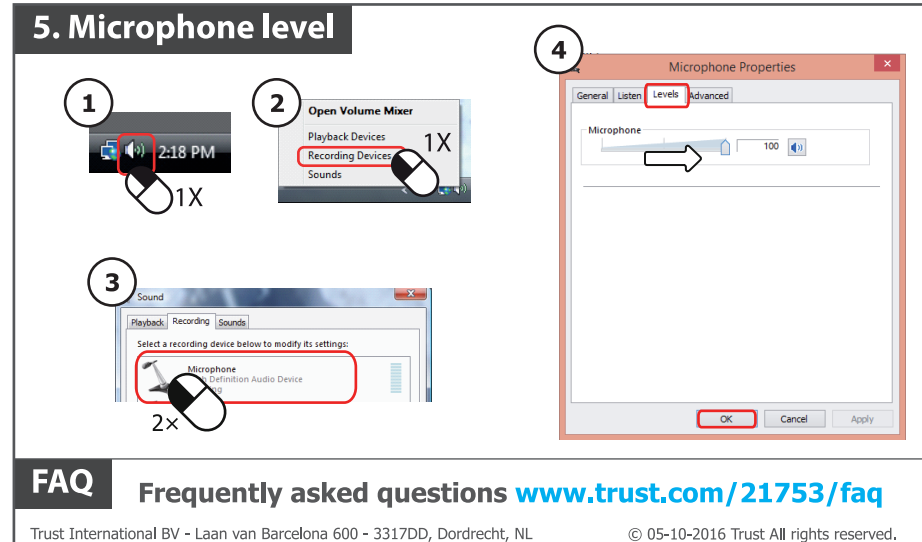 5. Microphone level
1
2:18 PM
1X
2
Open Volume Mixer
Playback Devices
Recording Devices
Sounds
1X
3
Sound
Playback Recording Sounds
Select a recording device below to modify its settings:
Microphone
Definition Audio Device
2×
4
Microphone Properties
General Listen Levels Advanced
Microphone
100
OK Cancel Apply
FAQ
Frequently asked questions www.trust.com/21753/faq
Trust International BV - Laan van Barcelona 600 - 3317DD, Dordrecht, NL
© 05-10-2016 Trust All rights reserved.